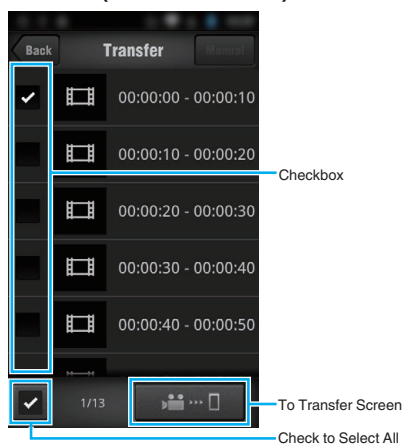 Back
Transfer
Manual
00:00:00 - 00:00:10
00:00:10 - 00:00:20
Checkbox
00:00:20 - 00:00:30
00:00:30 - 00:00:40
00:00:40 - 00:00:50
1/13
To Transfer Screen
Check to Select All